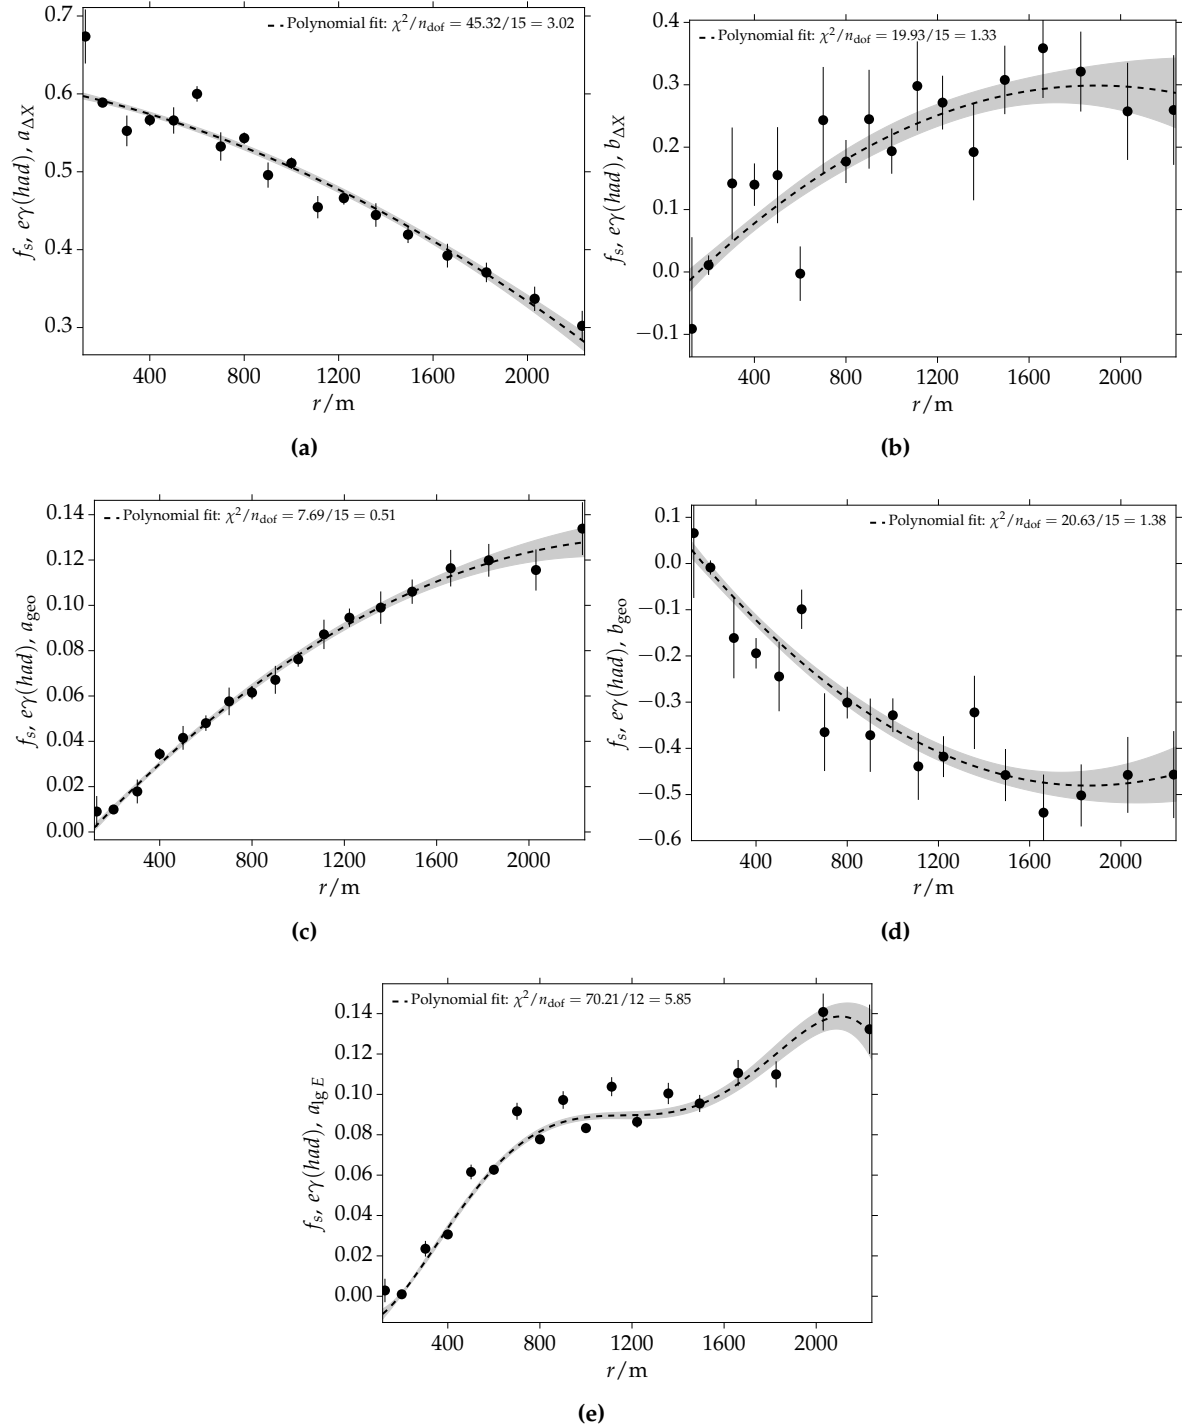 Polynomial fit: χ²/n_dof = 45.32/15 = 3.02
0.7
0.6
0.5
0.4
0.3
f_s, eγ(had), a_ΔX
400 800 1200 1600 2000
r/m
(a)
Polynomial fit: χ²/n_dof = 19.93/15 = 1.33
0.4
0.3
0.2
0.1
0.0
−0.1
f_s, eγ(had), b_ΔX
400 800 1200 1600 2000
r/m
(b)
Polynomial fit: χ²/n_dof = 7.69/15 = 0.51
0.14
0.12
0.10
0.08
0.06
0.04
0.02
0.00
f_s, eγ(had), a_geo
400 800 1200 1600 2000
r/m
(c)
Polynomial fit: χ²/n_dof = 20.63/15 = 1.38
0.1
0.0
−0.1
−0.2
−0.3
−0.4
−0.5
−0.6
f_s, eγ(had), b_geo
400 800 1200 1600 2000
r/m
(d)
Polynomial fit: χ²/n_dof = 70.21/12 = 5.85
0.14
0.12
0.10
0.08
0.06
0.04
0.02
0.00
f_s, eγ(had), a_lg E
400 800 1200 1600 2000
r/m
(e)